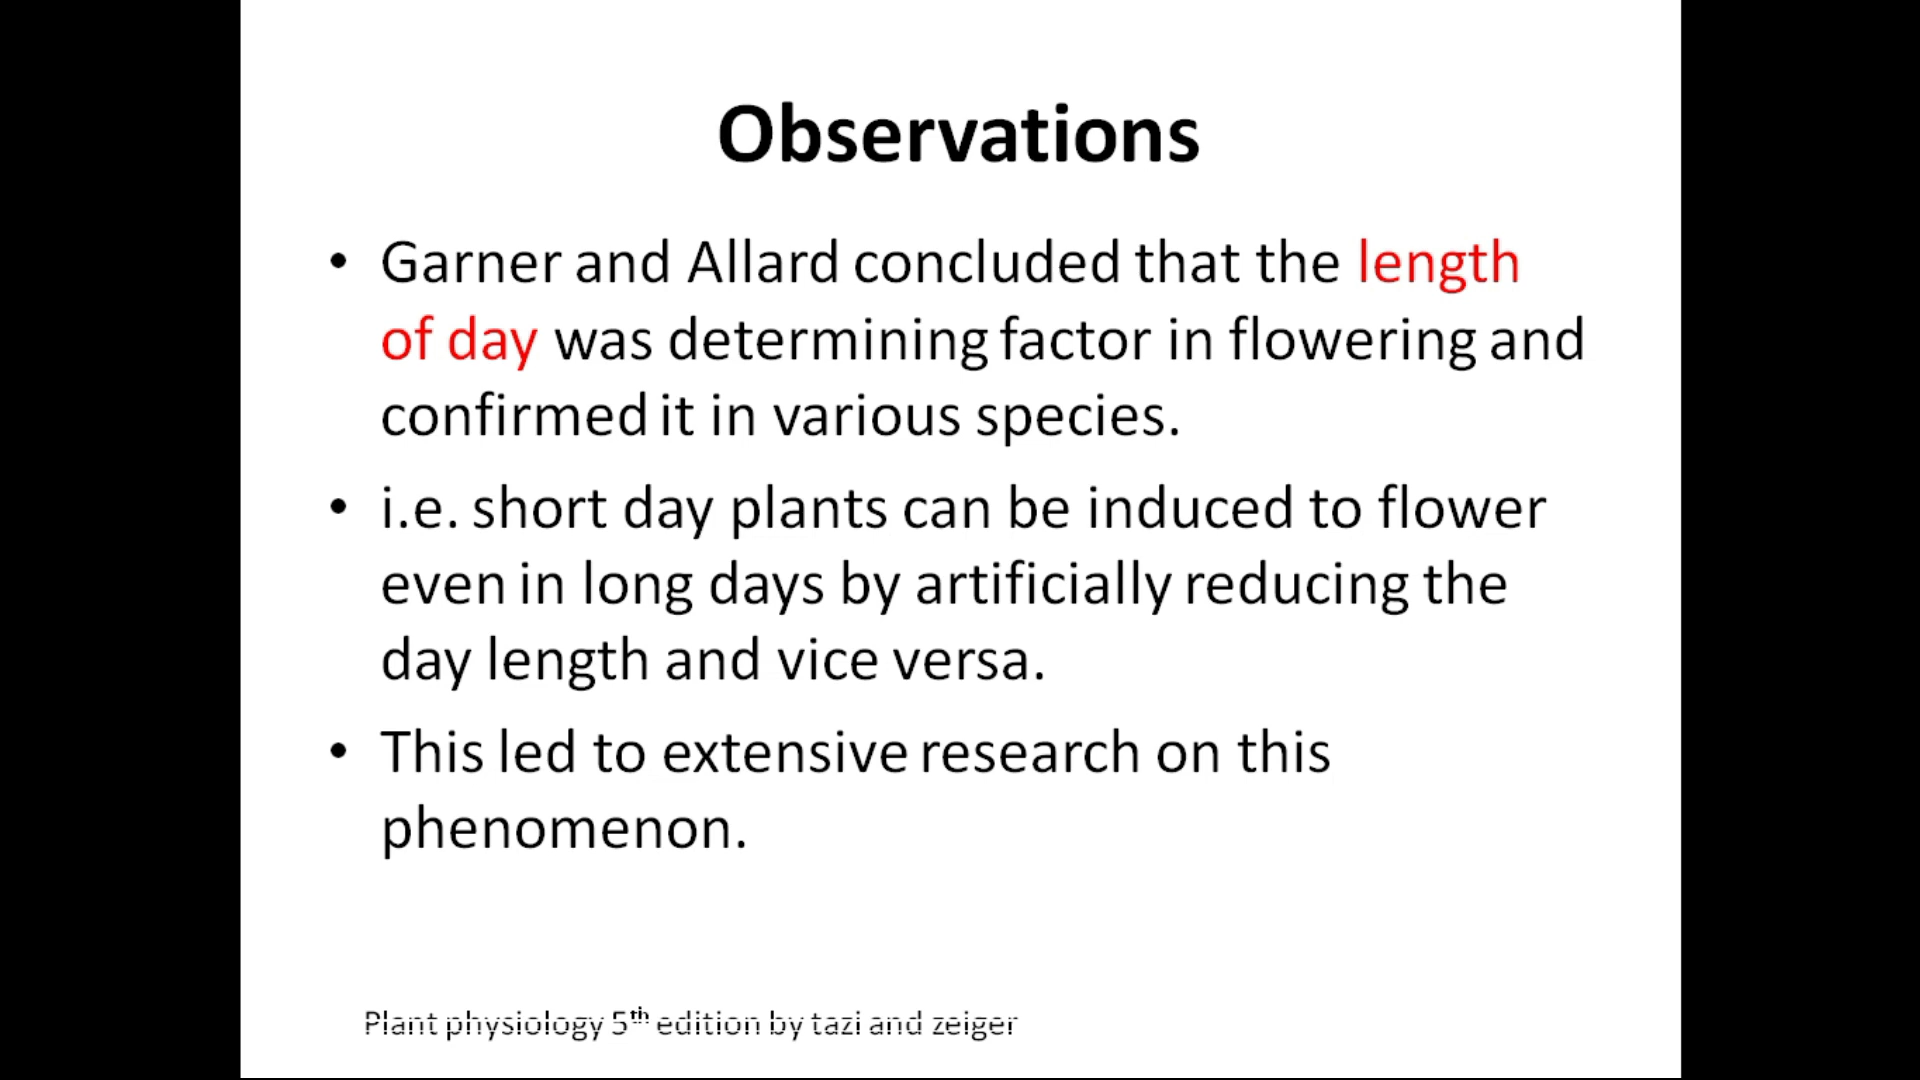 Observations
• Garner and Allard concluded that the length
of day was determining factor in flowering and
confirmed it in various species.
• i.e. short day plants can be induced to flower
even in long days by artificially reducing the
day length and vice versa.
• This led to extensive research on this
phenomenon.
Plant physiology 5th edition by tazi and zeiger